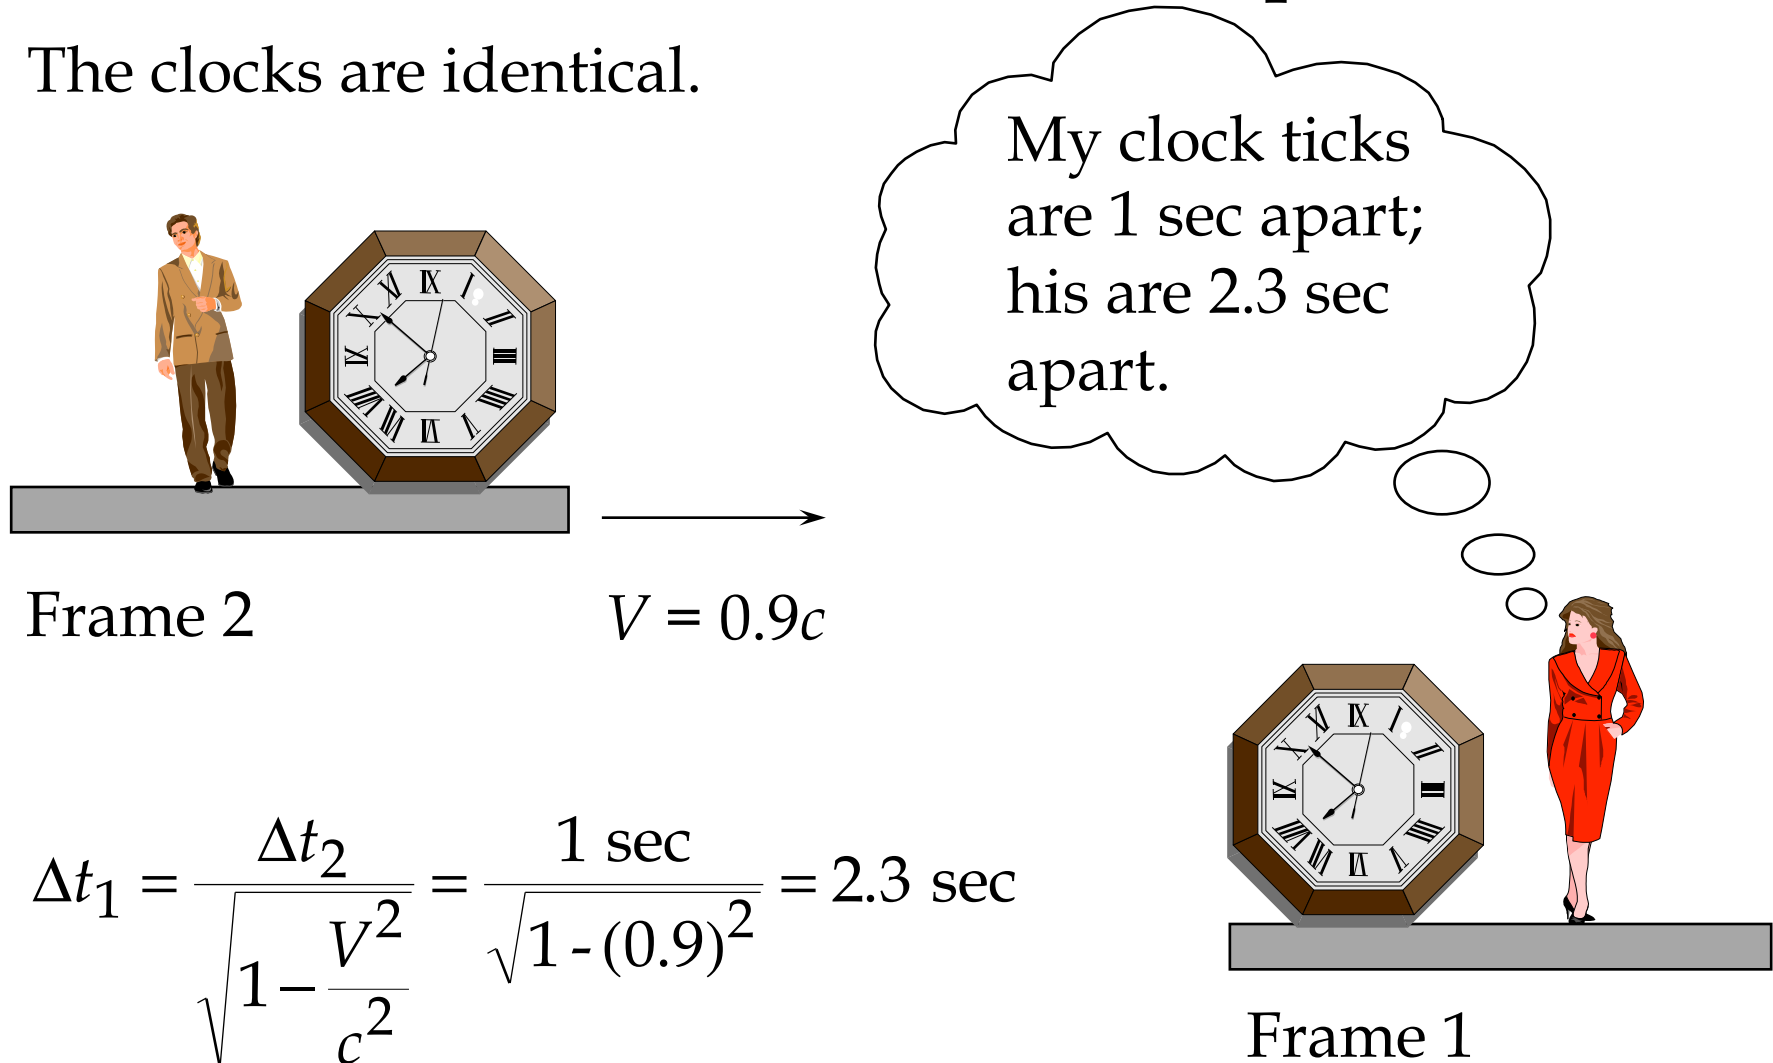 The clocks are identical.
My clock ticks
are 1 sec apart;
his are 2.3 sec
apart.
Frame 2
V = 0.9c
Δt₁ = Δt₂ / √(1 – V²/c²) = 1 sec / √(1 - (0.9)²) = 2.3 sec
Frame 1